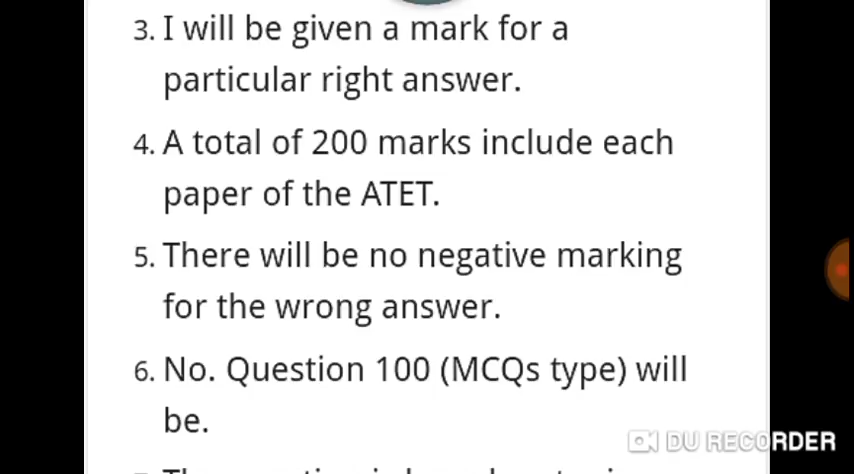 3. I will be given a mark for a
particular right answer.
4. A total of 200 marks include each
paper of the ATET.
5. There will be no negative marking
for the wrong answer.
6. No. Question 100 (MCQs type) will
be.
DU RECORDER